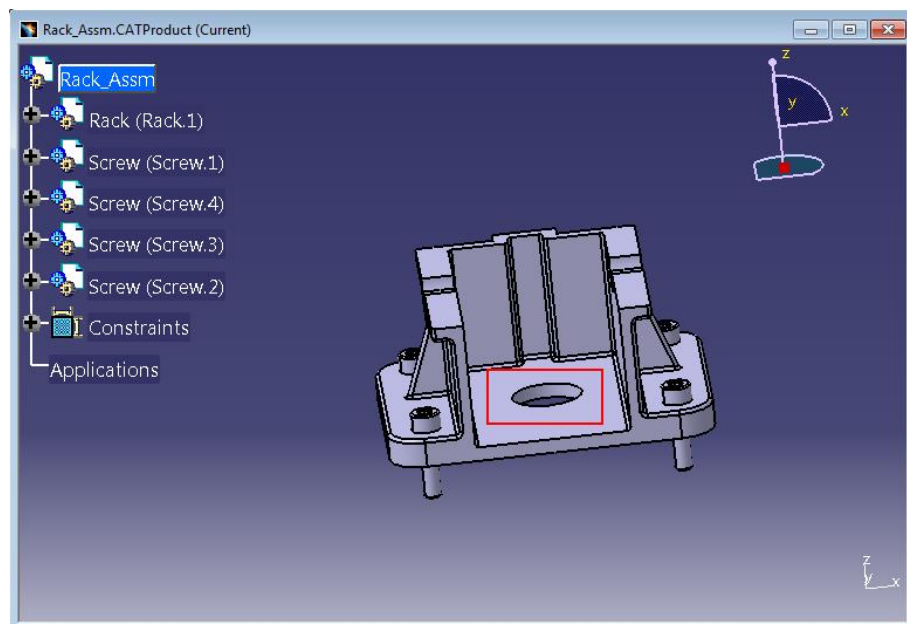 Rack_Assm.CATProduct (Current)
Rack_Assm
Rack (Rack.1)
Screw (Screw.1)
Screw (Screw.4)
Screw (Screw.3)
Screw (Screw.2)
Constraints
Applications
z
y
x
z
y
x